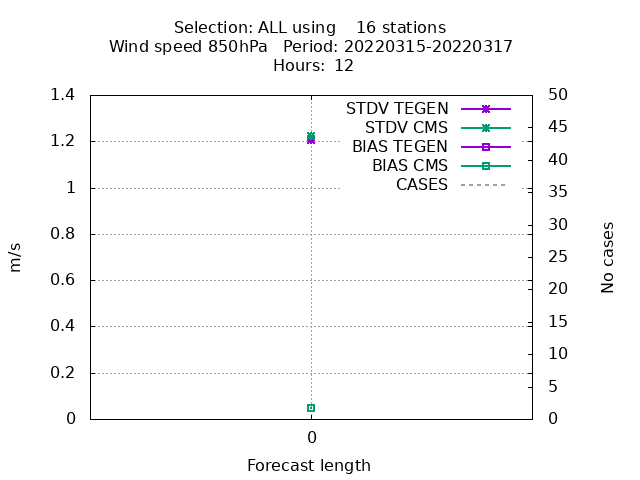 Selection: ALL using    16 stations
Wind speed 850hPa   Period: 20220315-20220317
Hours:  12
STDV TEGEN
STDV CMS
BIAS TEGEN
BIAS CMS
CASES
1.4
1.2
1
0.8
0.6
0.4
0.2
0
50
45
40
35
30
25
20
15
10
5
0
m/s
No cases
0
Forecast length